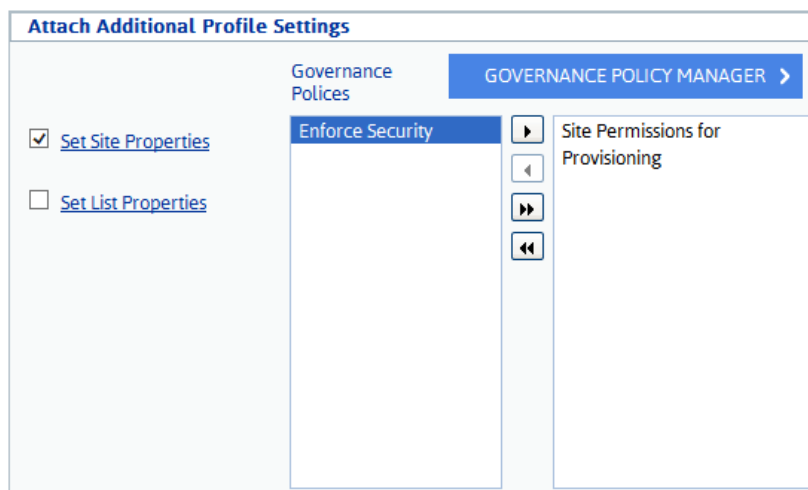 Attach Additional Profile Settings
Governance
Polices
GOVERNANCE POLICY MANAGER
Set Site Properties
Set List Properties
Enforce Security
Site Permissions for
Provisioning